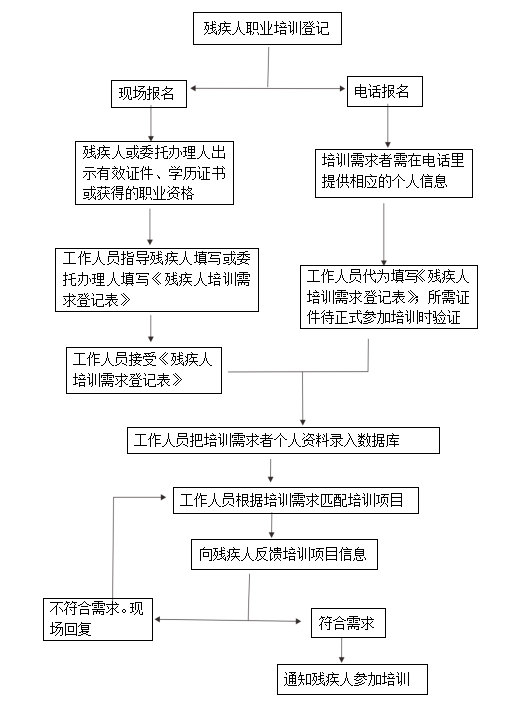 残疾人职业培训登记
现场报名
电话报名
残疾人或委托办理人出
示有效证件、学历证书
或获得的职业资格
培训需求者需在电话里
提供相应的个人信息
工作人员指导残疾人填写或委
托办理人填写《残疾人培训需
求登记表》
工作人员代为填写《残疾人
培训需求登记表》；所需证
件待正式参加培训时验证
工作人员接受《残疾人
培训需求登记表》
工作人员把培训需求者个人资料录入数据库
工作人员根据培训需求匹配培训项目
向残疾人反馈培训项目信息
不符合需求。现
场回复
符合需求
通知残疾人参加培训